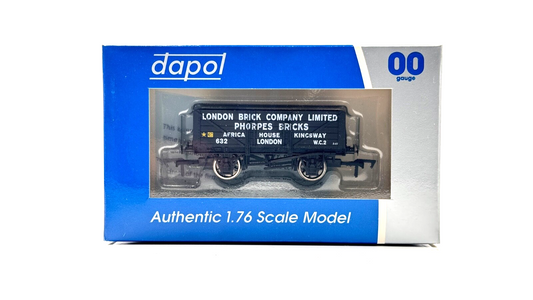 dapol
00
gauge
LONDON BRICK COMPANY LIMITED
PHORPES BRICKS
AFRICA HOUSE KINGSWAY
632 LONDON W.C.2
Authentic 1.76 Scale Model